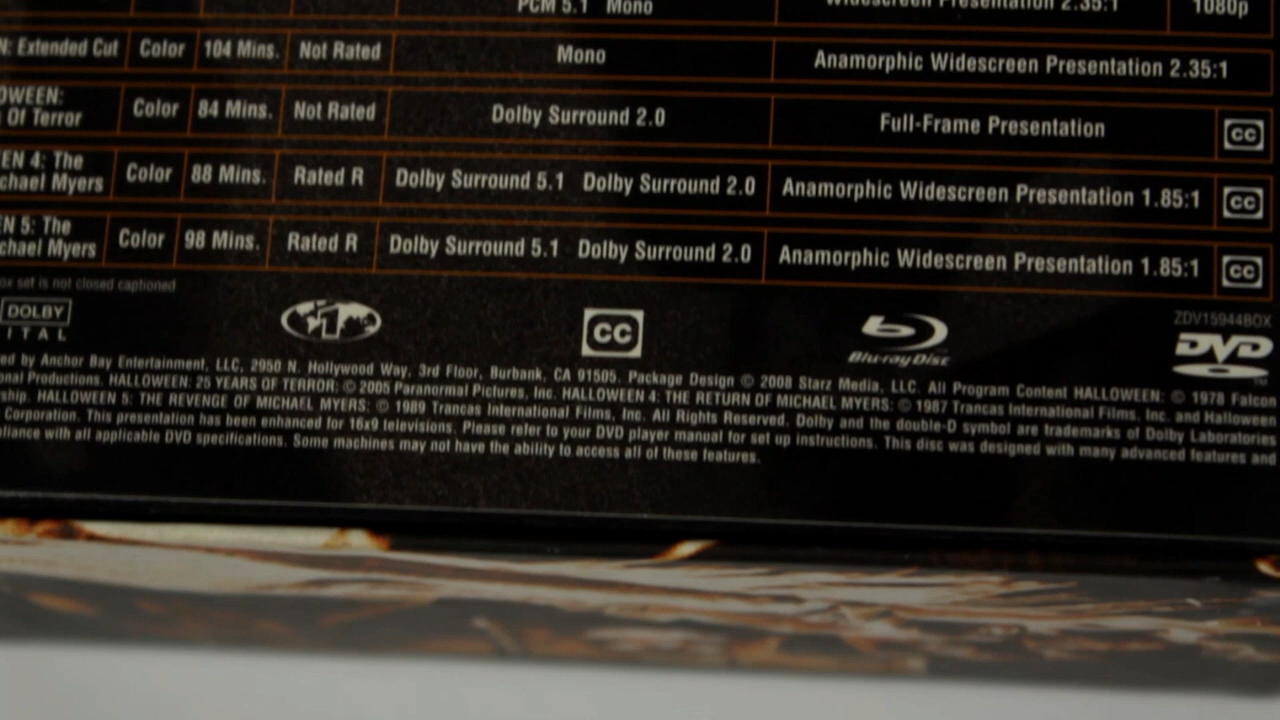 PCM 5.1 Mono Widescreen Presentation 2.35:1 1080p
N: Extended Cut Color 104 Mins. Not Rated Mono Anamorphic Widescreen Presentation 2.35:1
OWEEN:
Of Terror Color 84 Mins. Not Rated Dolby Surround 2.0 Full-Frame Presentation CC
EEN 4: The
chael Myers Color 88 Mins. Rated R Dolby Surround 5.1 Dolby Surround 2.0 Anamorphic Widescreen Presentation 1.85:1 CC
EN 5: The
chael Myers Color 98 Mins. Rated R Dolby Surround 5.1 Dolby Surround 2.0 Anamorphic Widescreen Presentation 1.85:1 CC
ox set is not closed captioned
DOLBY
ITAL
1
CC
Blu-ray Disc
ZDV15944BOX
DVD
ed by Anchor Bay Entertainment, LLC, 2950 N. Hollywood Way, 3rd Floor, Burbank, CA 91505. Package Design © 2008 Starz Media, LLC. All Program Content HALLOWEEN: © 1978 Falcon
nal Productions. HALLOWEEN: 25 YEARS OF TERROR: © 2005 Paranormal Pictures, Inc. HALLOWEEN 4: THE RETURN OF MICHAEL MYERS: © 1987 Trancas International Films, Inc. and Halloween
ship. HALLOWEEN 5: THE REVENGE OF MICHAEL MYERS: © 1989 Trancas International Films, Inc. All Rights Reserved. Dolby and the double-D symbol are trademarks of Dolby Laboratories
Corporation. This presentation has been enhanced for 16x9 televisions. Please refer to your DVD player manual for set up instructions. This disc was designed with many advanced features and
ance with all applicable DVD specifications. Some machines may not have the ability to access all of these features.